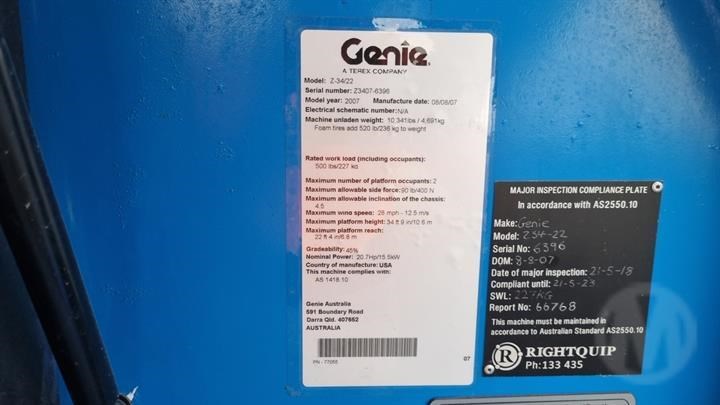 Genie
A TEREX COMPANY
Model: Z-34/22
Serial number: Z3407-6396
Model year: 2007 Manufacture date: 08/08/07
Electrical schematic number:N/A
Machine unladen weight: 10,341lbs / 4,691kg
Foam tires add 520 lb/236 kg to weight
Rated work load (including occupants):
500 lbs/227 kg
Maximum number of platform occupants: 2
Maximum allowable side force: 90 lb/400 N
Maximum allowable inclination of the chassis:
4.5
Maximum wind speed: 28 mph - 12.5 m/s
Maximum platform height: 34 ft 9 in/10.6 m
Maximum platform reach:
22 ft 4 in/6.8 m
Gradeability: 45%
Nominal Power: 20.7Hp/15.5kW
Country of manufacture: USA
This machine complies with:
AS 1418.10
Genie Australia
591 Boundary Road
Darra Qld. 407652
AUSTRALIA
PN - 77055 07
MAJOR INSPECTION COMPLIANCE PLATE
In accordance with AS2550.10
Make: Genie
Model: Z34-22
Serial No: 6396
DOM: 8-8-07
Date of major inspection: 21-5-18
Compliant until: 21-5-23
SWL: 227KG
Report No: 66768
This machine must be maintained in
accordance to Australian Standard AS2550.10
R RIGHTQUIP
Ph: 133 435
W